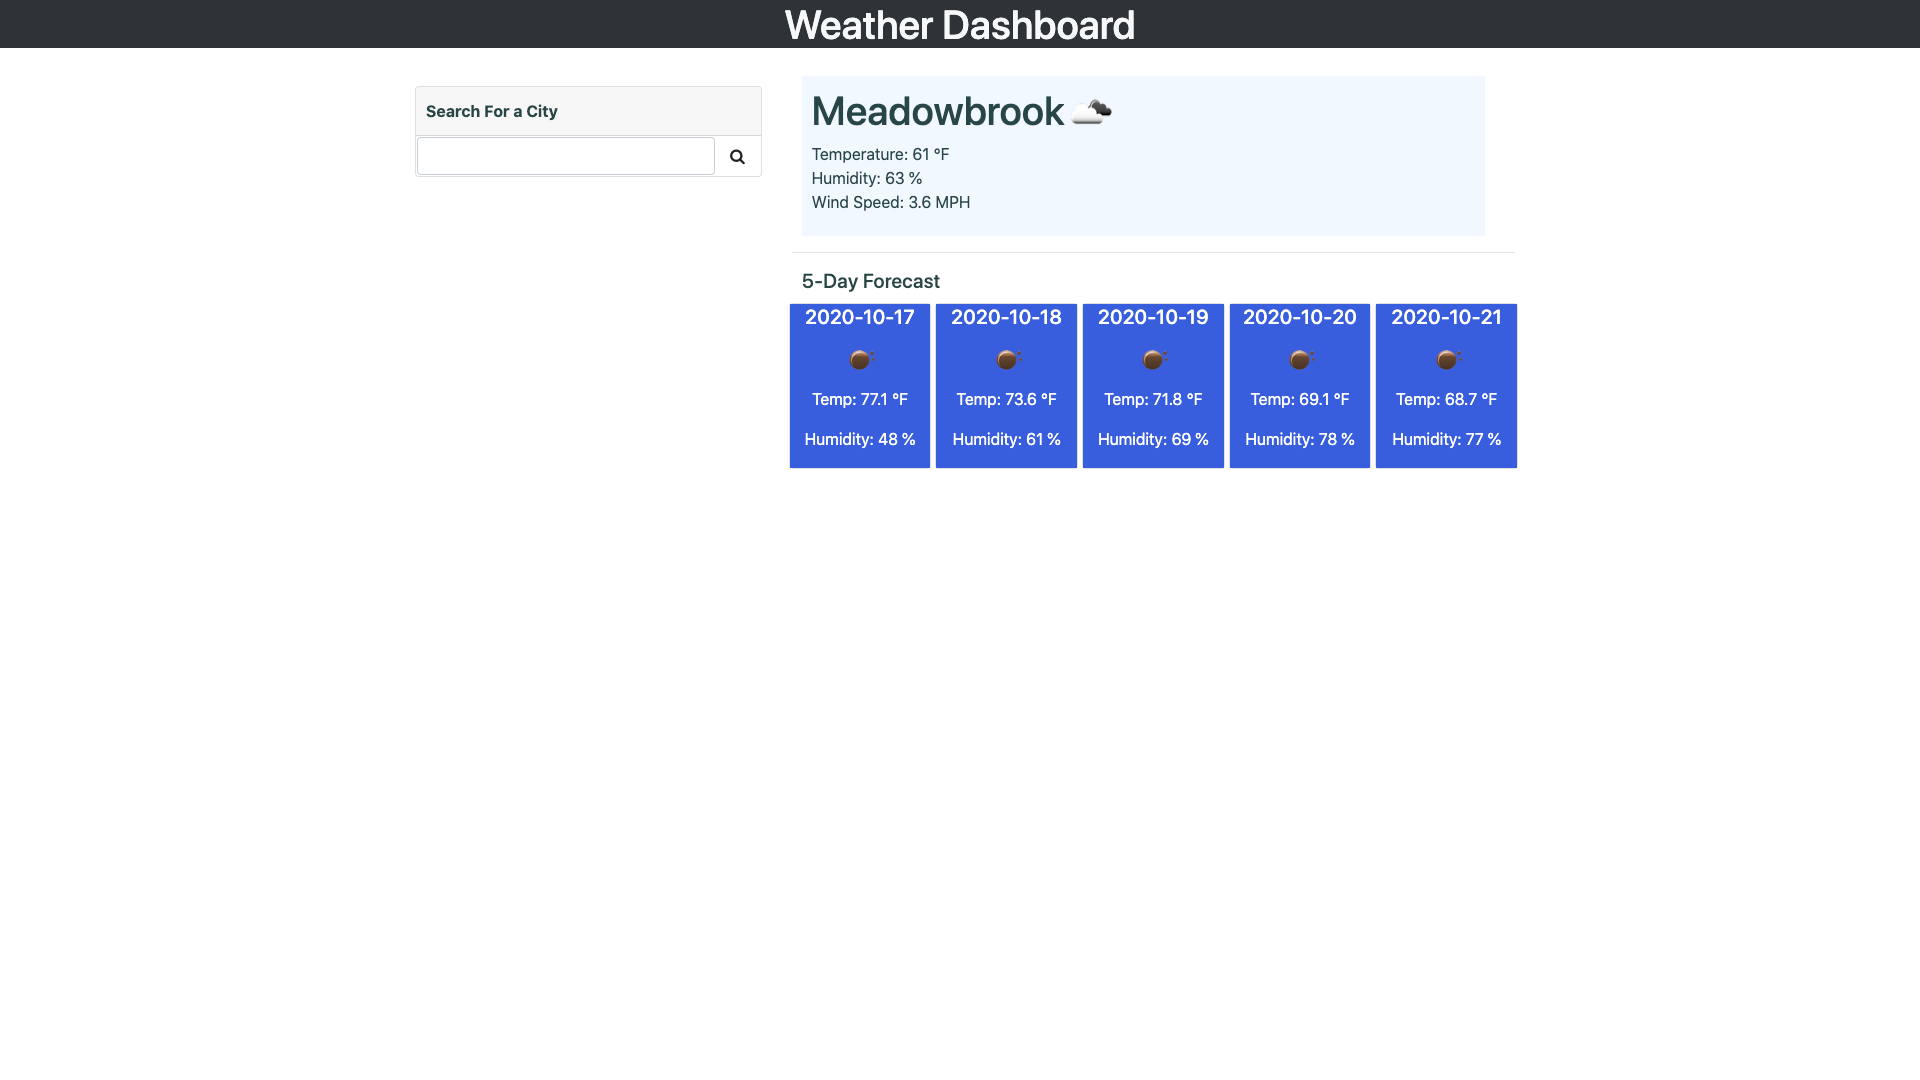 Weather Dashboard
Search For a City
Meadowbrook
Temperature: 61 °F
Humidity: 63 %
Wind Speed: 3.6 MPH
5-Day Forecast
2020-10-17
Temp: 77.1 °F
Humidity: 48 %
2020-10-18
Temp: 73.6 °F
Humidity: 61 %
2020-10-19
Temp: 71.8 °F
Humidity: 69 %
2020-10-20
Temp: 69.1 °F
Humidity: 78 %
2020-10-21
Temp: 68.7 °F
Humidity: 77 %